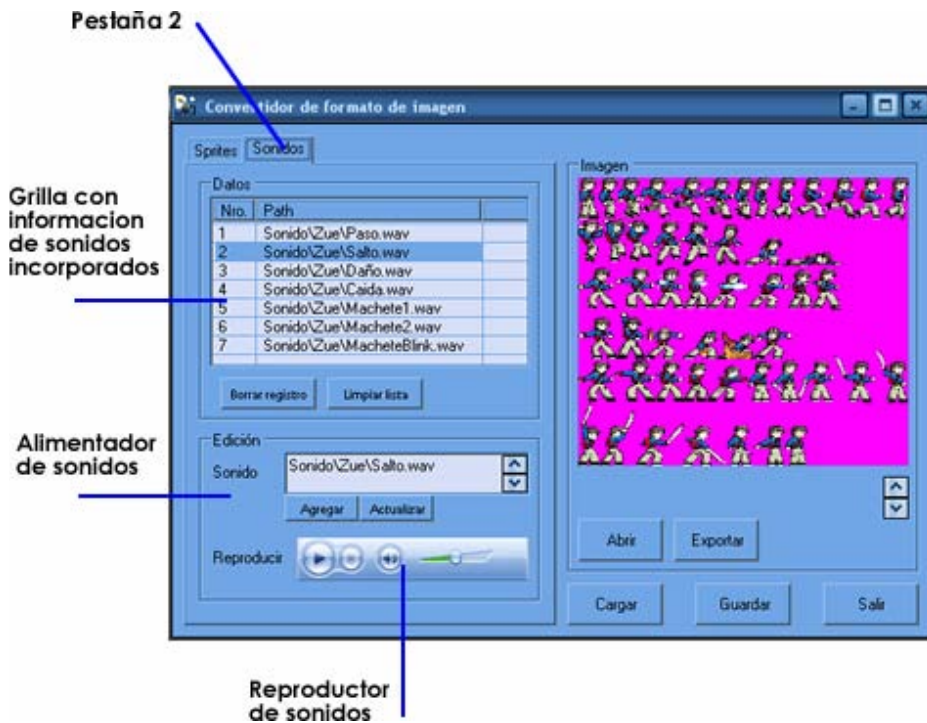 Pestaña 2
Convertidor de formato de imagen
Sprites Sonidos
Datos
Nro. Path
1 Sonido\Zue\Paso.wav
2 Sonido\Zue\Salto.wav
3 Sonido\Zue\Daño.wav
4 Sonido\Zue\Caida.wav
5 Sonido\Zue\Machete1.wav
6 Sonido\Zue\Machete2.wav
7 Sonido\Zue\MacheteBlink.wav
Borrar registro Limpiar lista
Grilla con
informacion
de sonidos
incorporados
Edición
Sonido Sonido\Zue\Salto.wav
Agregar Actualizar
Reproducir
Alimentador
de sonidos
Imagen
Abrir Exportar
Cargar Guardar Salir
Reproductor
de sonidos